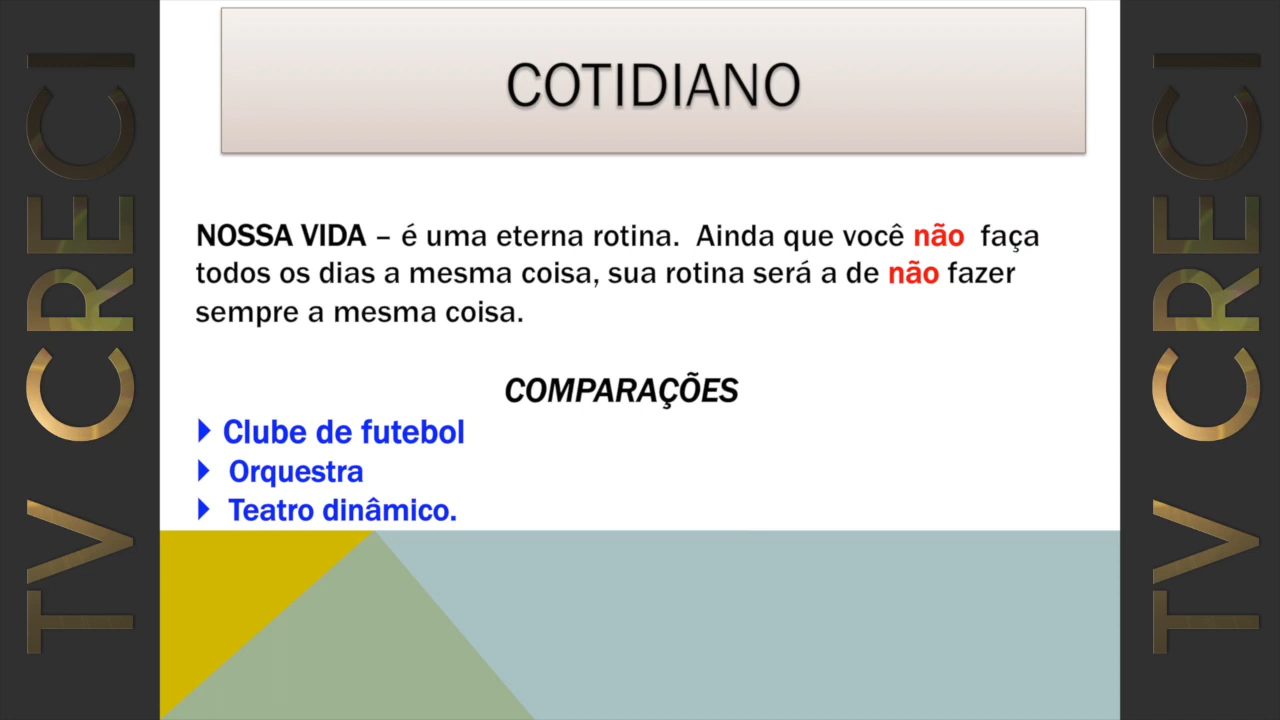 TV CRECI
COTIDIANO
NOSSA VIDA – é uma eterna rotina. Ainda que você não faça
todos os dias a mesma coisa, sua rotina será a de não fazer
sempre a mesma coisa.
COMPARAÇÕES
Clube de futebol
Orquestra
Teatro dinâmico.
TV CRECI